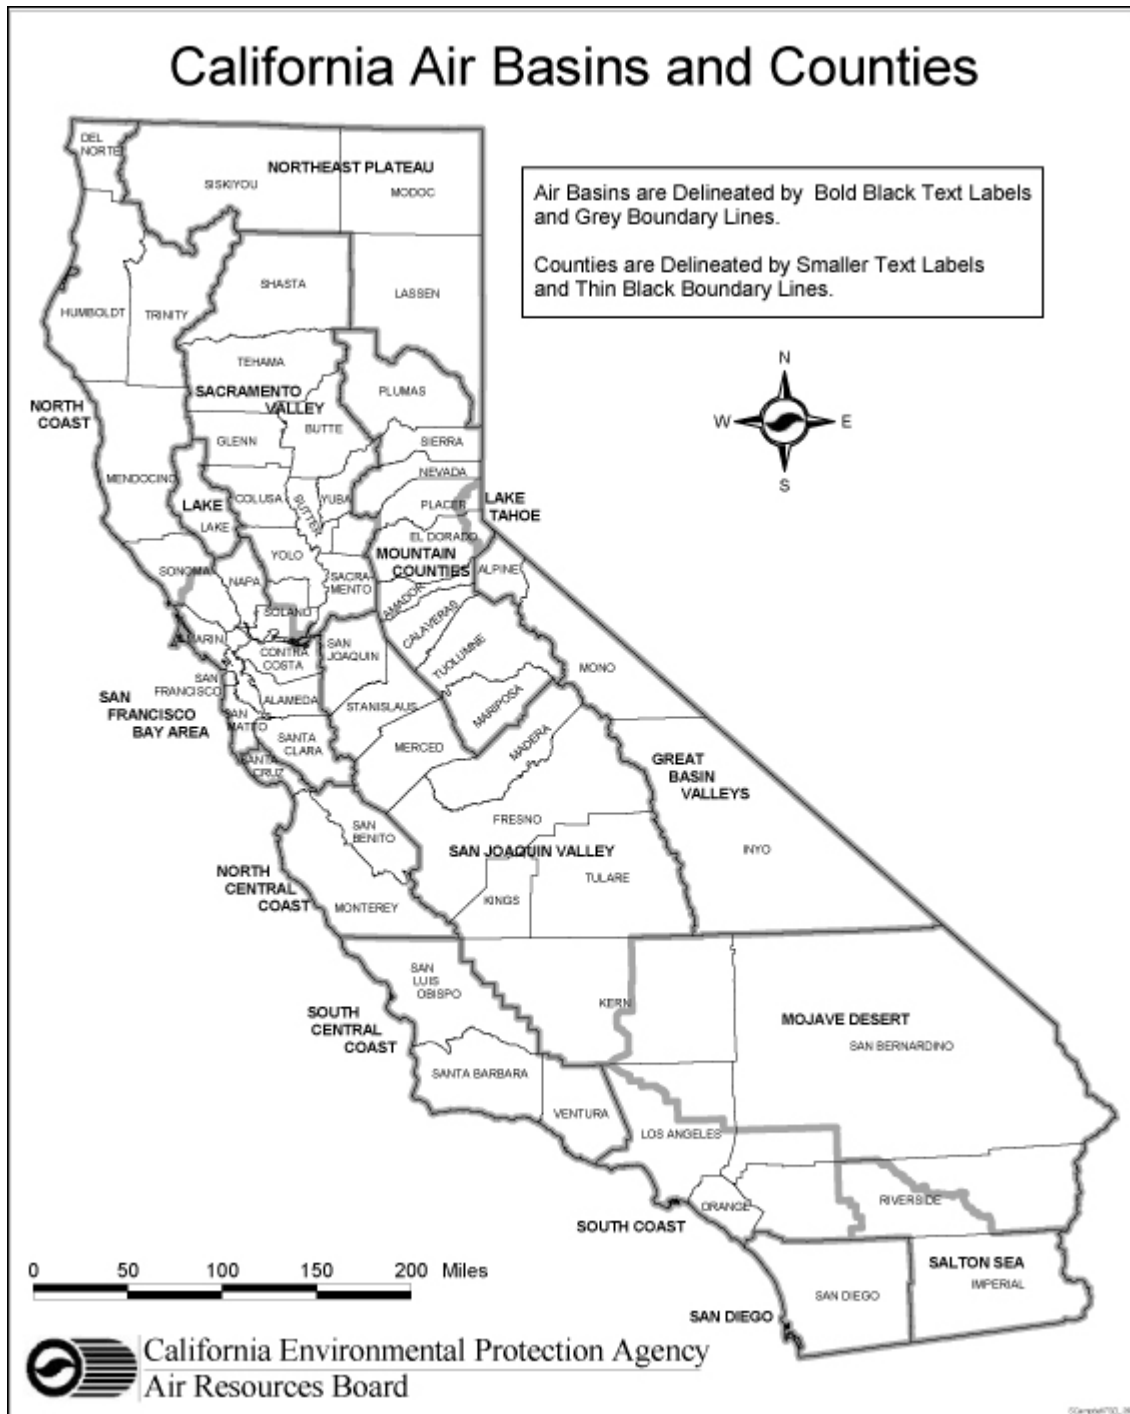 California Air Basins and Counties
Air Basins are Delineated by Bold Black Text Labels
and Grey Boundary Lines.
Counties are Delineated by Smaller Text Labels
and Thin Black Boundary Lines.
N
W
E
S
DEL
NORTE
NORTHEAST PLATEAU
SISKIYOU
MODOC
SHASTA
LASSEN
HUMBOLDT
TRINITY
TEHAMA
SACRAMENTO
VALLEY
PLUMAS
NORTH
COAST
BUTTE
GLENN
SIERRA
MENDOCINO
NEVADA
LAKE
COLUSA
SUTTER
YUBA
PLACER
LAKE
TAHOE
LAKE
EL DORADO
YOLO
MOUNTAIN
COUNTIES
SONOMA
NAPA
SACRA-
MENTO
ALPINE
SOLANO
AMADOR
CALAVERAS
MARIN
CONTRA
COSTA
SAN
JOAQUIN
TUOLUMNE
MONO
SAN
FRANCISCO
ALAMEDA
STANISLAUS
MARIPOSA
SAN
FRANCISCO
BAY AREA
SAN
MATEO
SANTA
CLARA
MERCED
MADERA
SANTA
CRUZ
GREAT
BASIN
VALLEYS
SAN
BENITO
FRESNO
SAN JOAQUIN VALLEY
INYO
NORTH
CENTRAL
COAST
TULARE
KINGS
MONTEREY
SAN
LUIS
OBISPO
KERN
SOUTH
CENTRAL
COAST
MOJAVE DESERT
SAN BERNARDINO
SANTA BARBARA
VENTURA
LOS ANGELES
ORANGE
RIVERSIDE
SOUTH COAST
SALTON SEA
IMPERIAL
SAN DIEGO
SAN DIEGO
0 50 100 150 200 Miles
California Environmental Protection Agency
Air Resources Board